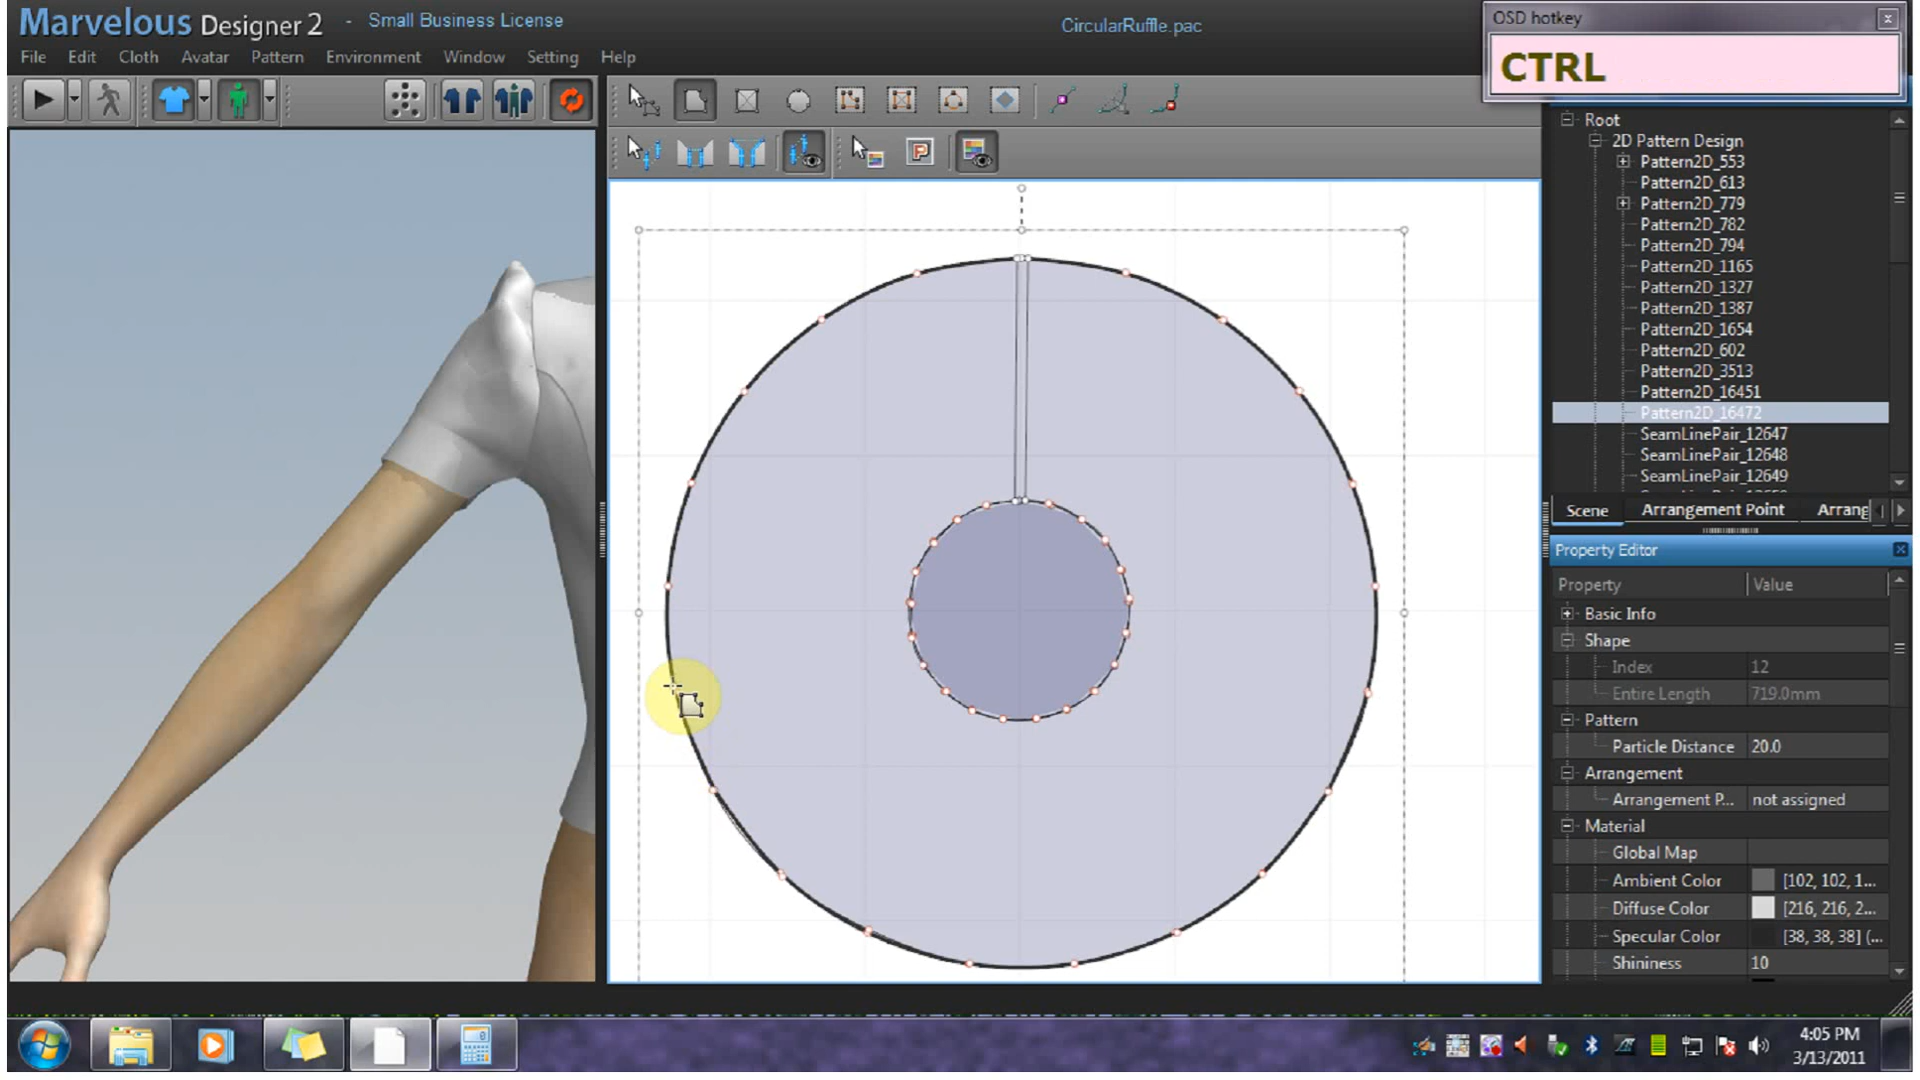 Marvelous Designer 2 - Small Business License
CircularRuffle.pac
OSD hotkey
CTRL
File Edit Cloth Avatar Pattern Environment Window Setting Help
Root
2D Pattern Design
Pattern2D_553
Pattern2D_613
Pattern2D_779
Pattern2D_782
Pattern2D_794
Pattern2D_1165
Pattern2D_1327
Pattern2D_1387
Pattern2D_1654
Pattern2D_602
Pattern2D_3513
Pattern2D_16451
Pattern2D_16472
SeamLinePair_12647
SeamLinePair_12648
SeamLinePair_12649
Scene Arrangement Point Arrang
Property Editor
Property Value
Basic Info
Shape
Index 12
Entire Length 719.0mm
Pattern
Particle Distance 20.0
Arrangement
Arrangement P... not assigned
Material
Global Map
Ambient Color [102, 102, 1...
Diffuse Color [216, 216, 2...
Specular Color [38, 38, 38] (...
Shininess 10
P
4:05 PM
3/13/2011